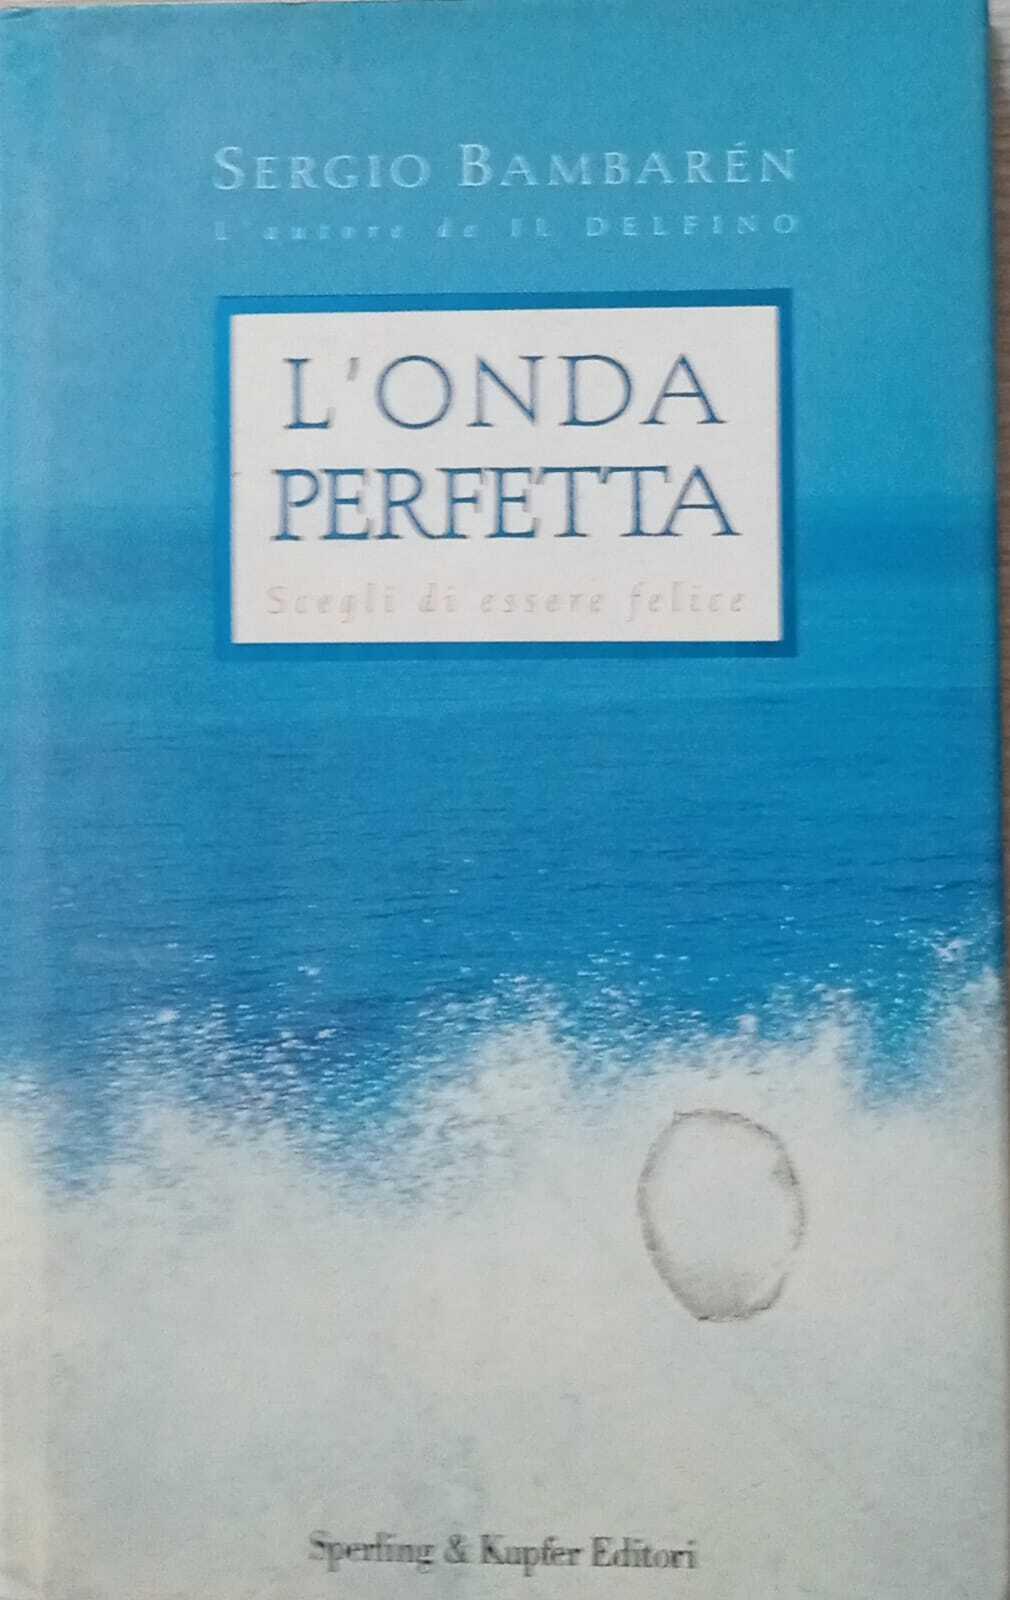 SERGIO BAMBARÉN
L'autore de IL DELFINO
L'ONDA
PERFETTA
Scegli di essere felice
Sperling & Kupfer Editori